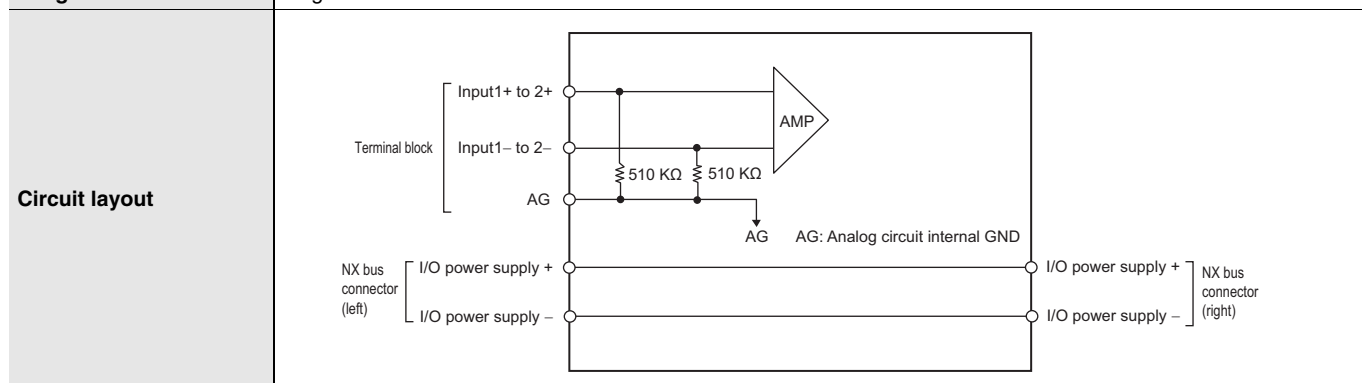 Circuit layout
Terminal block
Input1+ to 2+
Input1− to 2−
AG
AMP
510 KΩ 510 KΩ
AG AG: Analog circuit internal GND
NX bus
connector
(left)
I/O power supply +
I/O power supply −
I/O power supply +
I/O power supply −
NX bus
connector
(right)